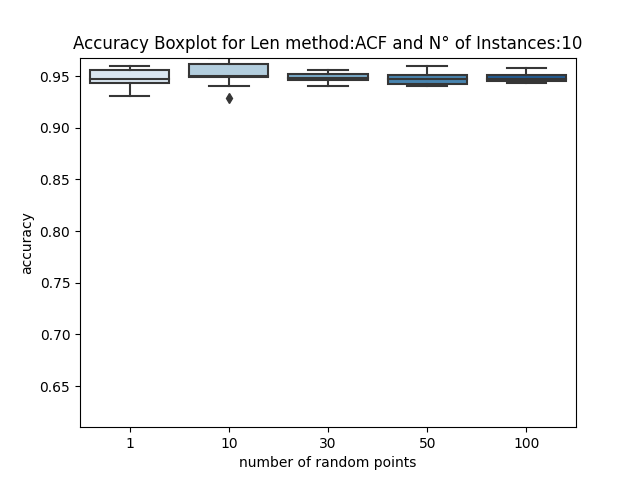 Accuracy Boxplot for Len method:ACF and N° of Instances:10
0.95
0.90
0.85
0.80
0.75
0.70
0.65
accuracy
1 10 30 50 100
number of random points